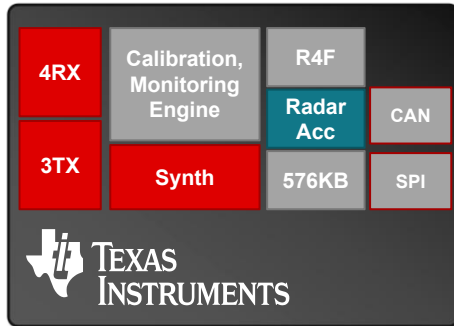 4RX
3TX
Calibration,
Monitoring
Engine
Synth
R4F
Radar
Acc
576KB
CAN
SPI
TEXAS
INSTRUMENTS